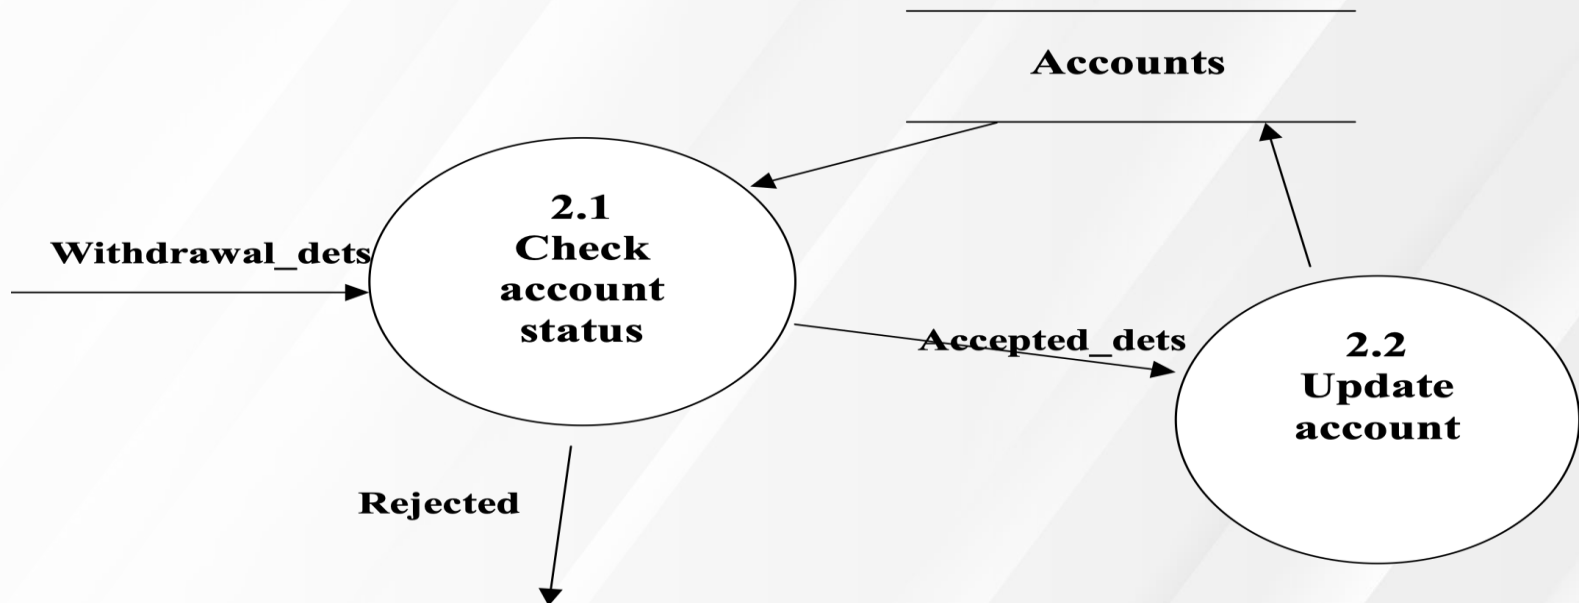 Accounts
Withdrawal_dets
2.1
Check
account
status
Accepted_dets
2.2
Update
account
Rejected